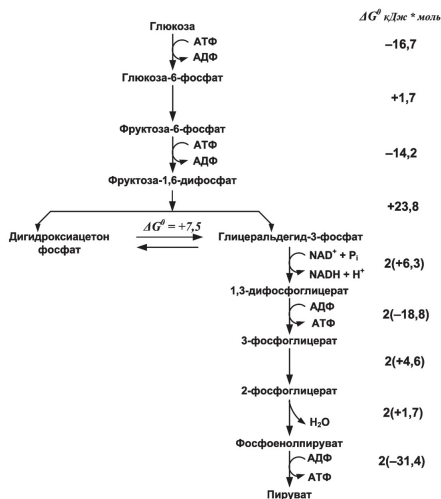 ΔG⁰ кДж * моль
Глюкоза
АТФ
АДФ
–16,7
Глюкоза-6-фосфат
+1,7
Фруктоза-6-фосфат
АТФ
АДФ
–14,2
Фруктоза-1,6-дифосфат
+23,8
Дигидроксиацетон
фосфат
ΔG⁰ = +7,5
Глицеральдегид-3-фосфат
NAD⁺ + Pᵢ
NADH + H⁺
2(+6,3)
1,3-дифосфоглицерат
АДФ
АТФ
2(–18,8)
3-фосфоглицерат
2(+4,6)
2-фосфоглицерат
H₂O
2(+1,7)
Фосфоенолпируват
АДФ
АТФ
2(–31,4)
Пируват